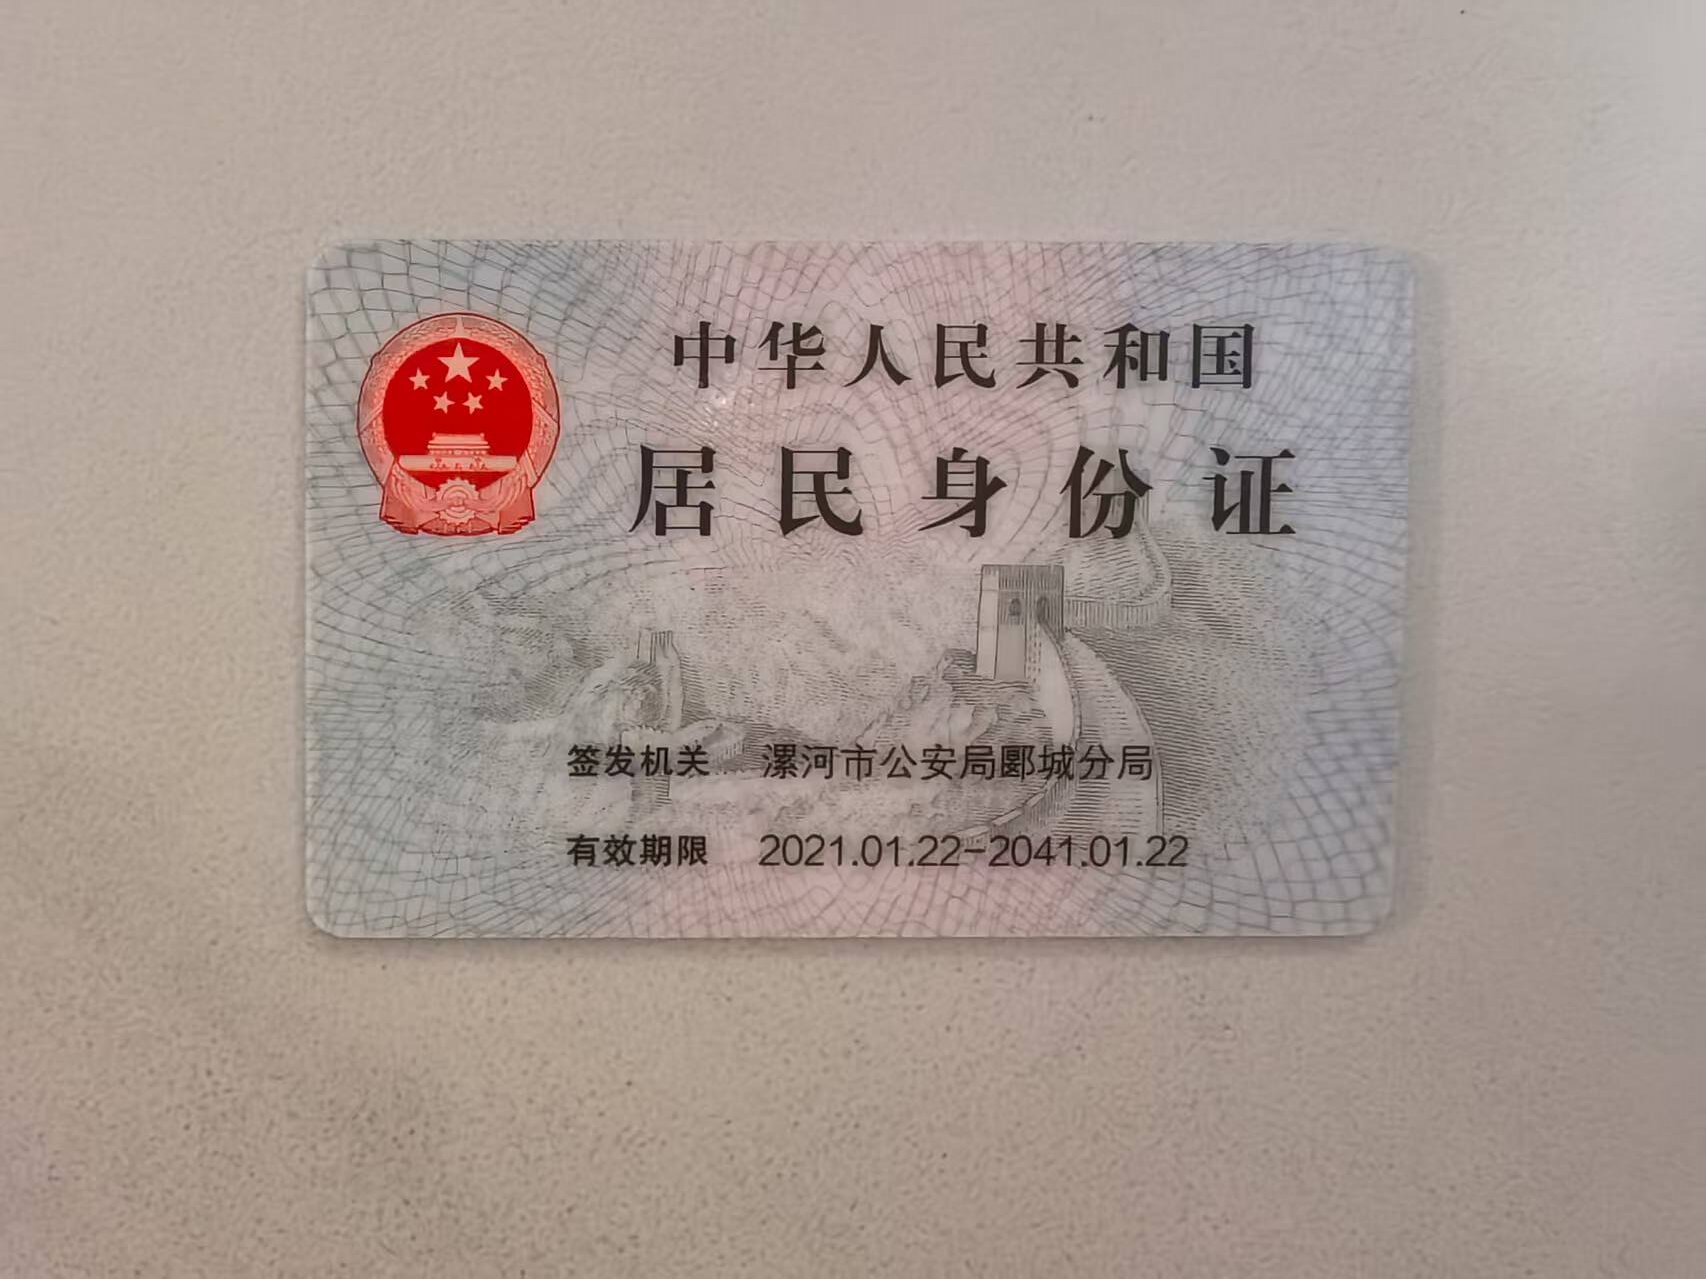 中华人民共和国
居民身份证
签发机关 漯河市公安局郾城分局
有效期限 2021.01.22-2041.01.22